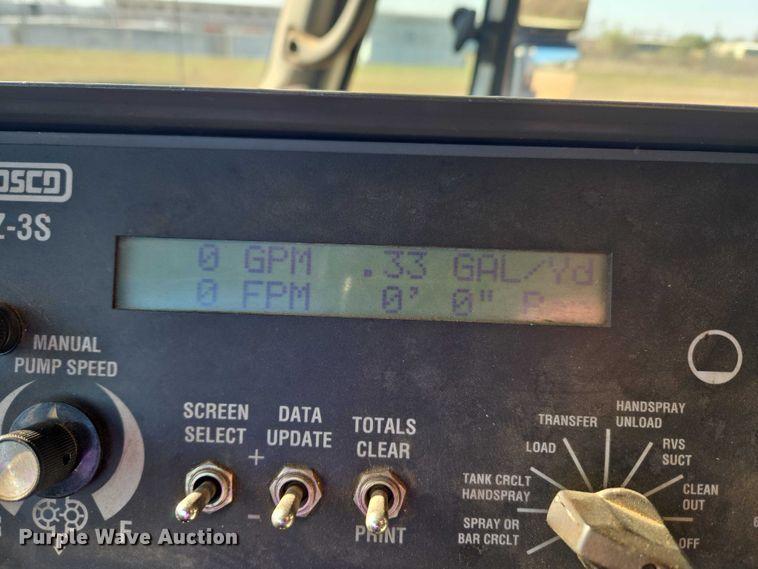 OSCO
Z-3S
0 GPM .33 GAL/Yd
0 FPM 0' 0"
MANUAL
PUMP SPEED
SCREEN
SELECT
DATA
UPDATE
TOTALS
CLEAR
+
-
PRINT
HANDSPRAY
UNLOAD
TRANSFER
LOAD
RVS
SUCT
TANK CRCLT
HANDSPRAY
CLEAN
OUT
SPRAY OR
BAR CRCLT
OFF
F
Purple Wave Auction